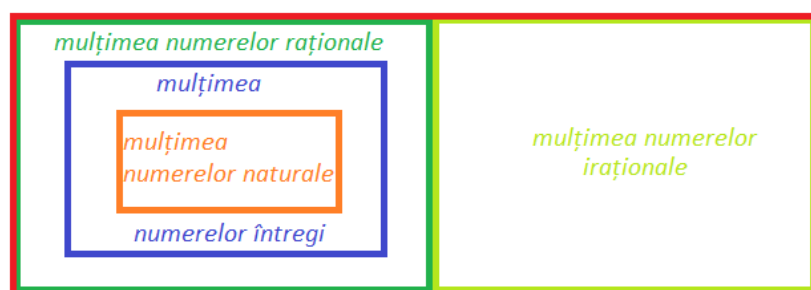 mulțimea numerelor raționale
mulțimea
mulțimea
numerelor naturale
numerelor întregi
mulțimea numerelor
iraționale